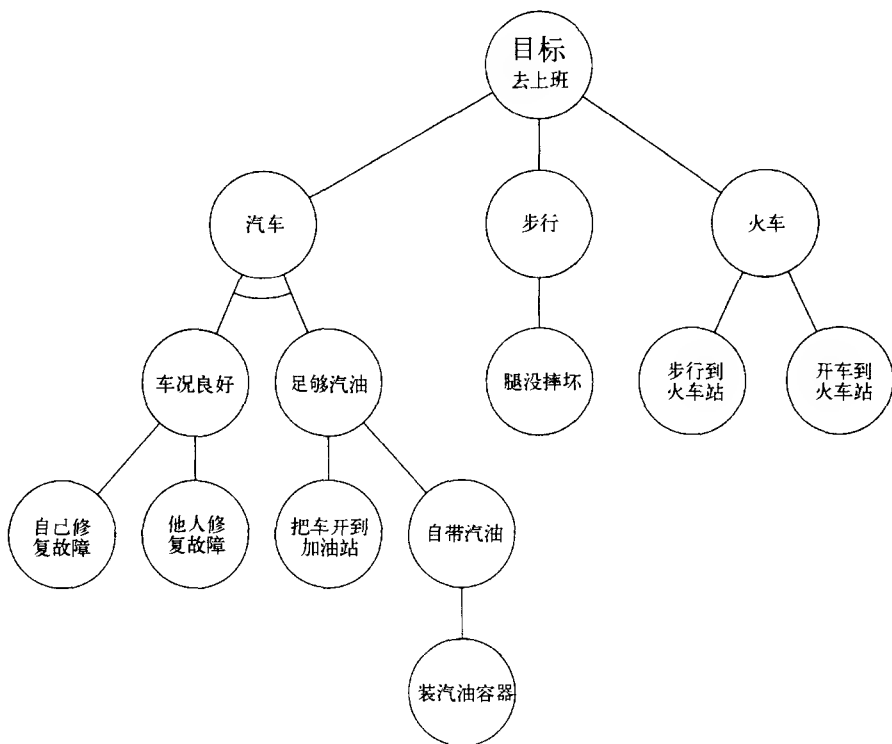 目标
去上班
汽车
步行
火车
车况良好
足够汽油
腿没摔坏
步行到
火车站
开车到
火车站
自己修
复故障
他人修
复故障
把车开到
加油站
自带汽油
装汽油容器